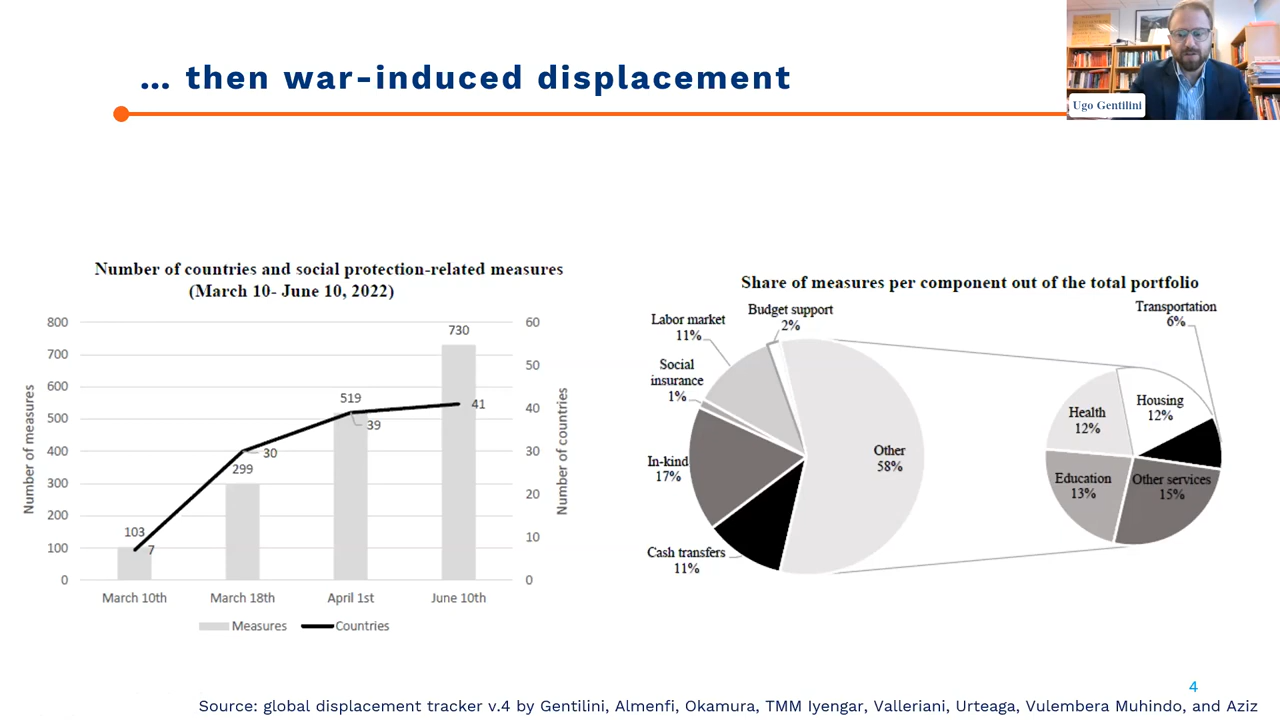 ... then war-induced displacement
Ugo Gentilini
Number of countries and social protection-related measures
(March 10- June 10, 2022)
800
700
600
500
400
300
200
100
0
Number of measures
60
50
40
30
20
10
0
Number of countries
103
7
299
30
519
39
730
41
March 10th
March 18th
April 1st
June 10th
Measures
Countries
Share of measures per component out of the total portfolio
Labor market
11%
Budget support
2%
Social
insurance
1%
In-kind
17%
Cash transfers
11%
Other
58%
Transportation
6%
Housing
12%
Health
12%
Education
13%
Other services
15%
4
Source: global displacement tracker v.4 by Gentilini, Almenfi, Okamura, TMM Iyengar, Valleriani, Urteaga, Vulembera Muhindo, and Aziz